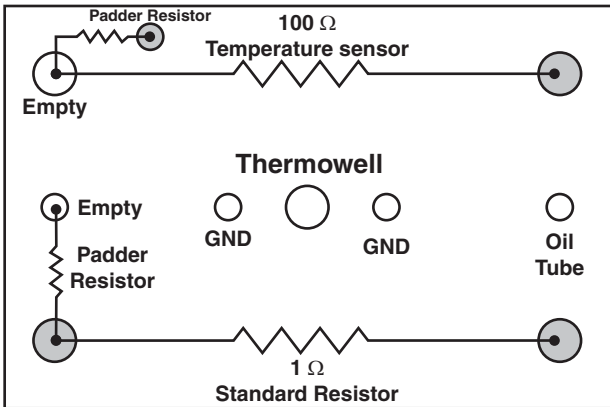 Padder Resistor
100 Ω
Temperature sensor
Empty
Thermowell
Empty
GND
GND
Oil
Tube
Padder
Resistor
1 Ω
Standard Resistor